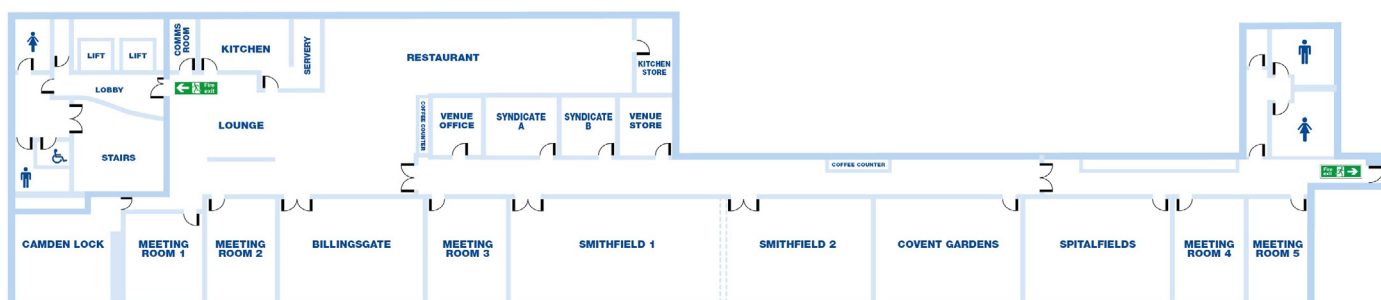 COMMS
ROOM
KITCHEN
SERVERY
RESTAURANT
KITCHEN
STORE
LIFT
LIFT
LOBBY
Fire
exit
LOUNGE
COFFEE COUNTER
VENUE
OFFICE
SYNDICATE
A
SYNDICATE
B
VENUE
STORE
STAIRS
COFFEE COUNTER
Fire
exit
CAMDEN LOCK
MEETING
ROOM 1
MEETING
ROOM 2
BILLINGSGATE
MEETING
ROOM 3
SMITHFIELD 1
SMITHFIELD 2
COVENT GARDENS
SPITALFIELDS
MEETING
ROOM 4
MEETING
ROOM 5